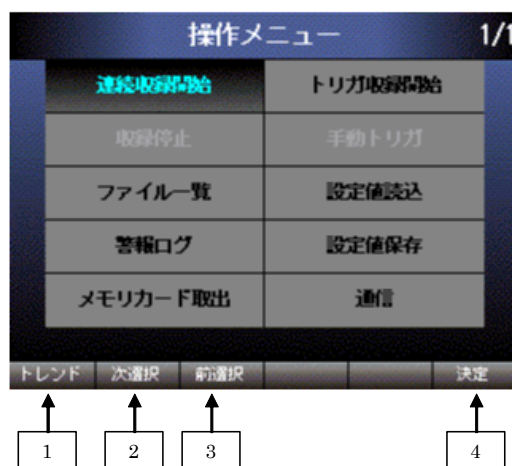 操作メニュー 1/1
連続収録開始 トリガ収録開始
収録停止 手動トリガ
ファイル一覧 設定値読込
警報ログ 設定値保存
メモリカード取出 通信
トレンド 次選択 前選択 決定
1 2 3 4